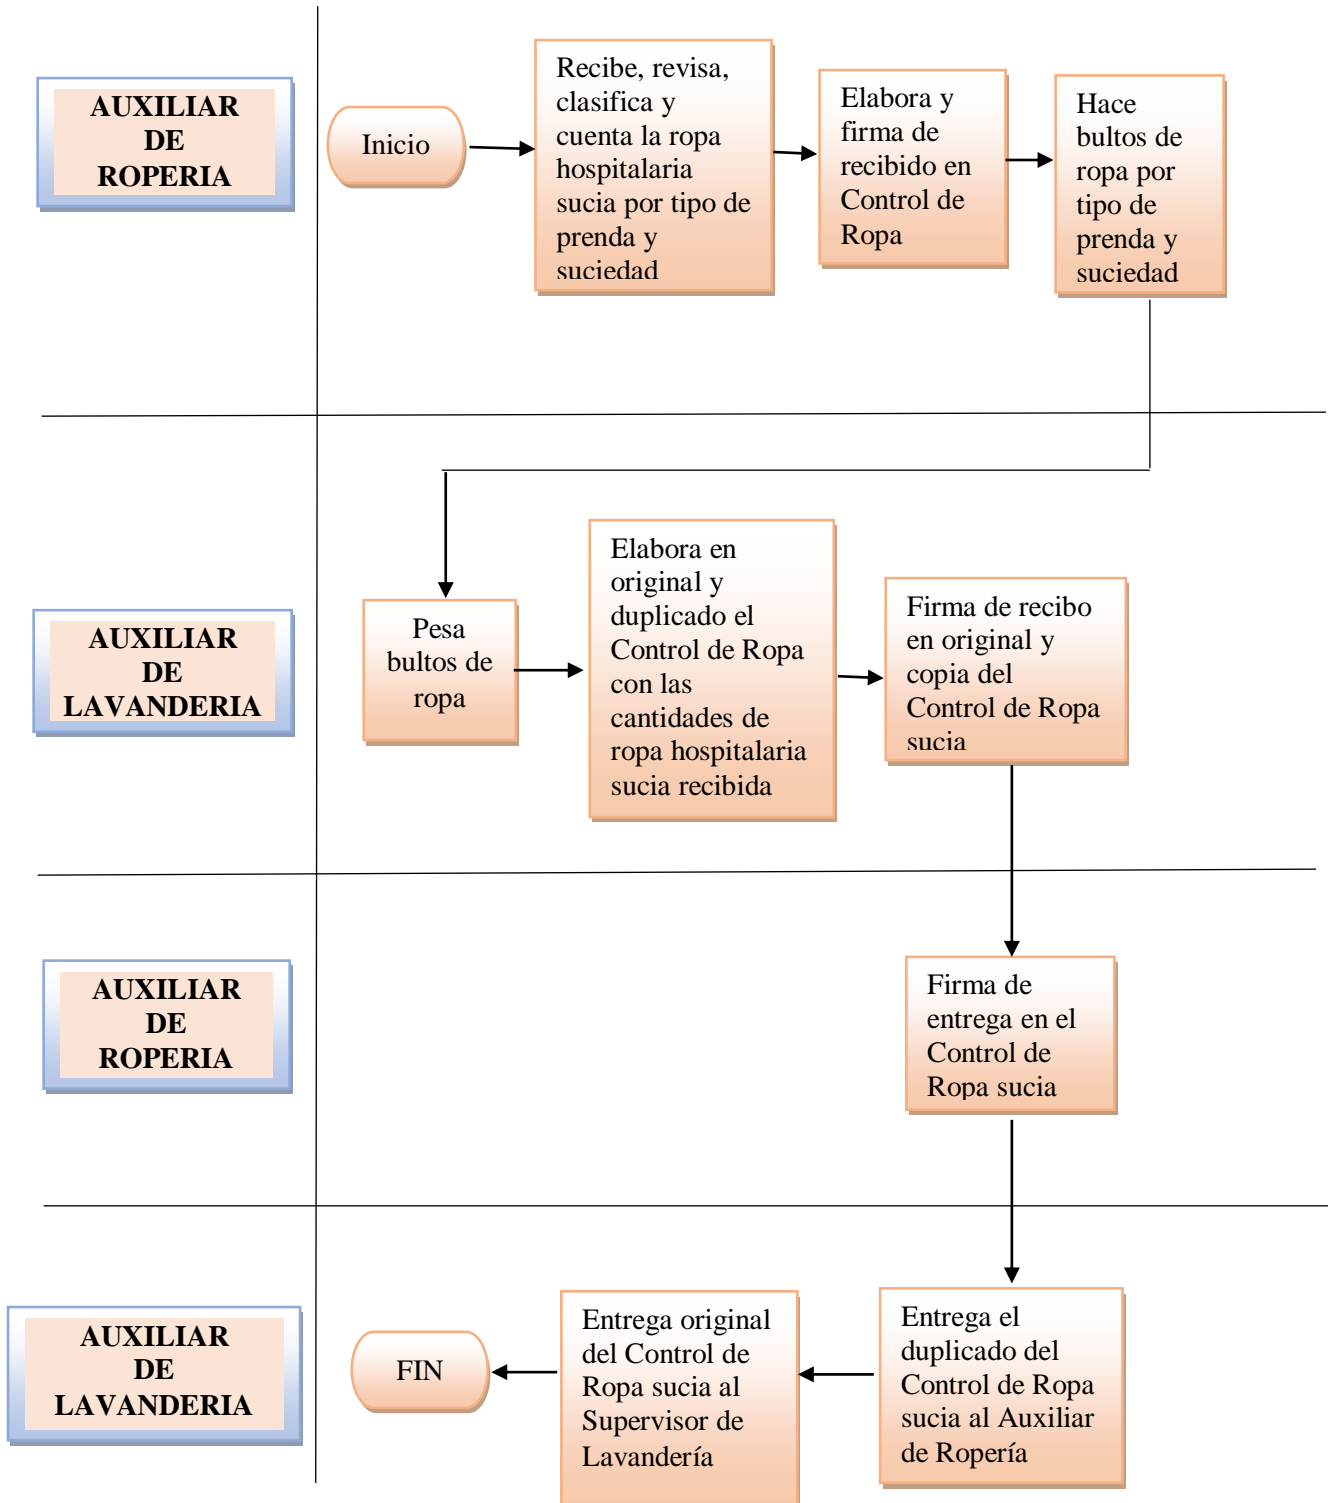 AUXILIAR
DE
ROPERIA
Inicio
Recibe, revisa,
clasifica y
cuenta la ropa
hospitalaria
sucia por tipo de
prenda y
suciedad
Elabora y
firma de
recibido en
Control de
Ropa
Hace
bultos de
ropa por
tipo de
prenda y
suciedad
AUXILIAR
DE
LAVANDERIA
Pesa
bultos de
ropa
Elabora en
original y
duplicado el
Control de Ropa
con las
cantidades de
ropa hospitalaria
sucia recibida
Firma de recibo
en original y
copia del
Control de Ropa
sucia
AUXILIAR
DE
ROPERIA
Firma de
entrega en el
Control de
Ropa sucia
AUXILIAR
DE
LAVANDERIA
FIN
Entrega original
del Control de
Ropa sucia al
Supervisor de
Lavandería
Entrega el
duplicado del
Control de Ropa
sucia al Auxiliar
de Ropería